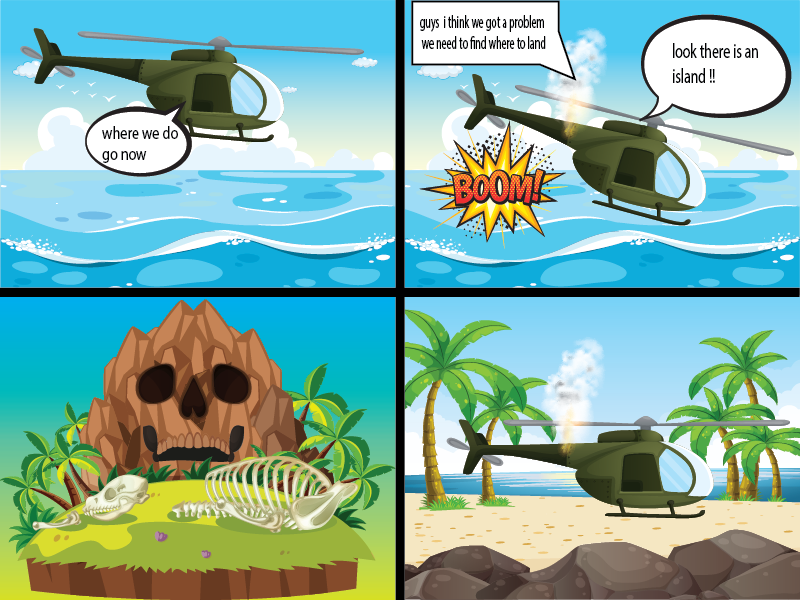 where we do
go now
guys i think we got a problem
we need to find where to land
look there is an
island !!
BOOM!